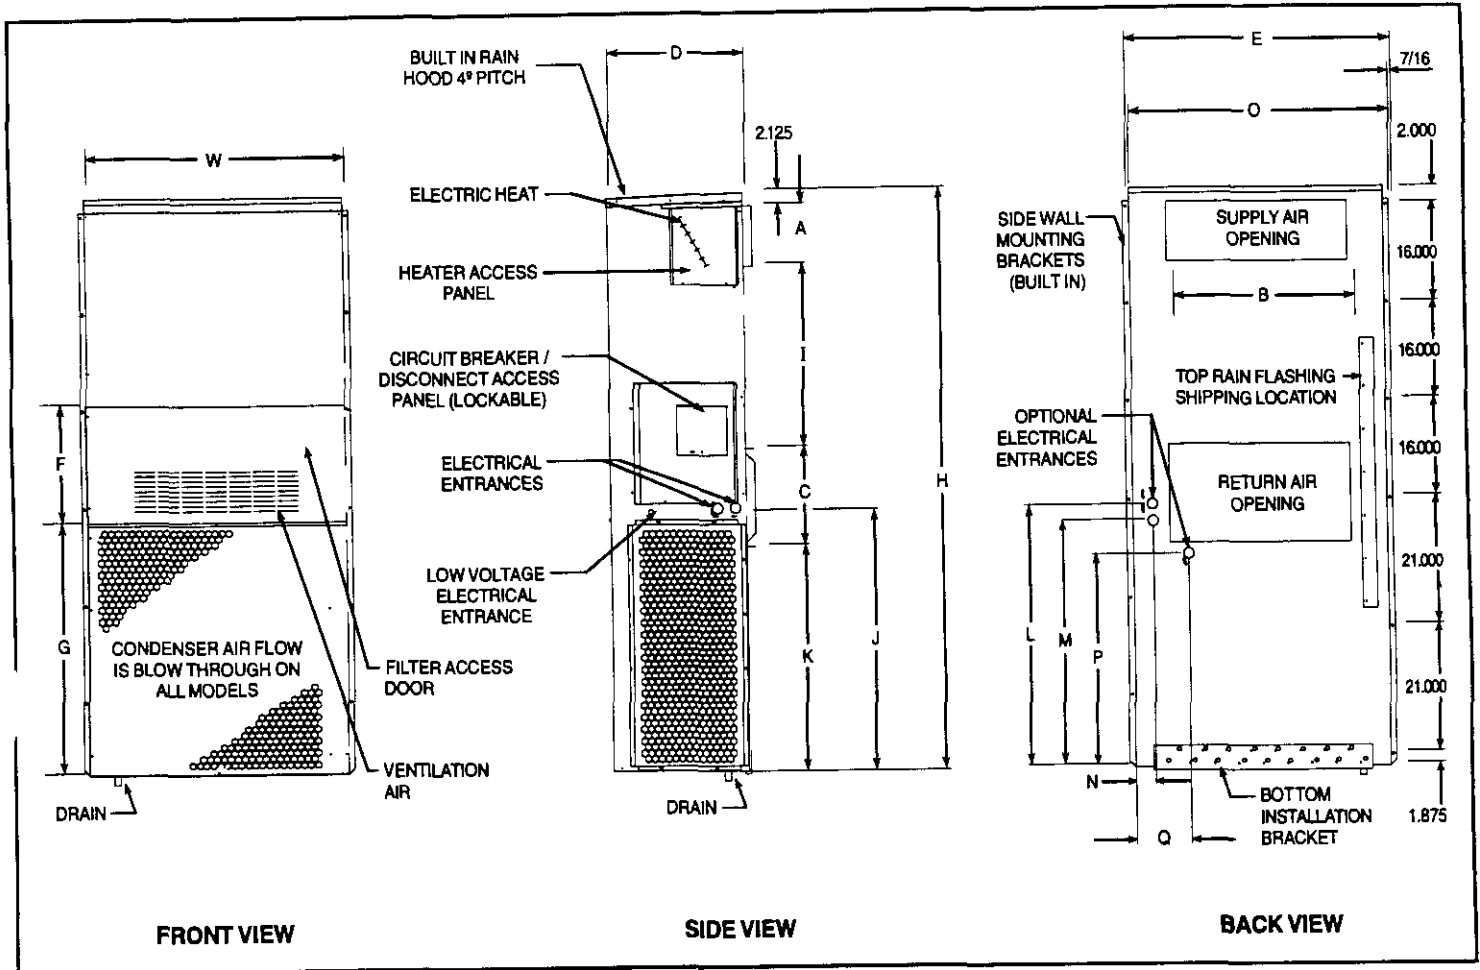 W
F
G
CONDENSER AIR FLOW
IS BLOW THROUGH ON
ALL MODELS
DRAIN
FRONT VIEW
BUILT IN RAIN
HOOD 4º PITCH
ELECTRIC HEAT
HEATER ACCESS
PANEL
CIRCUIT BREAKER /
DISCONNECT ACCESS
PANEL (LOCKABLE)
ELECTRICAL
ENTRANCES
LOW VOLTAGE
ELECTRICAL
ENTRANCE
FILTER ACCESS
DOOR
VENTILATION
AIR
D
2.125
A
I
C
H
J
K
DRAIN
SIDE VIEW
E
7/16
O
2.000
SIDE WALL
MOUNTING
BRACKETS
(BUILT IN)
SUPPLY AIR
OPENING
16.000
B
16.000
TOP RAIN FLASHING
SHIPPING LOCATION
OPTIONAL
ELECTRICAL
ENTRANCES
16.000
RETURN AIR
OPENING
21.000
L
M
P
21.000
N
Q
BOTTOM
INSTALLATION
BRACKET
1.875
BACK VIEW